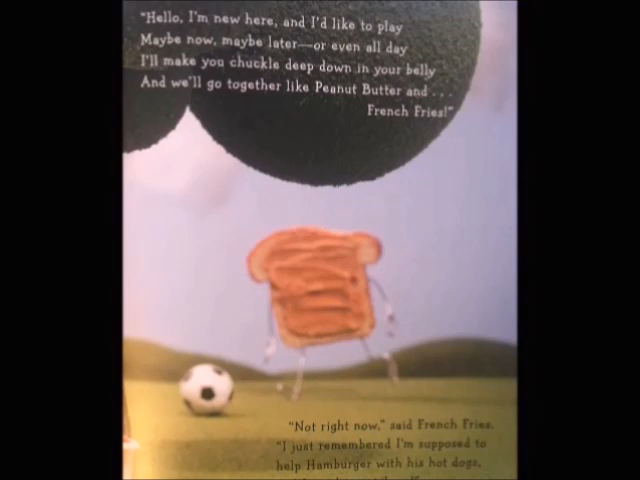 "Hello, I'm new here, and I'd like to play
Maybe now, maybe later—or even all day
I'll make you chuckle deep down in your belly
And we'll go together like Peanut Butter and . . .
French Fries!"
"Not right now," said French Fries.
"I just remembered I'm supposed to
help Hamburger with his hot dogs,